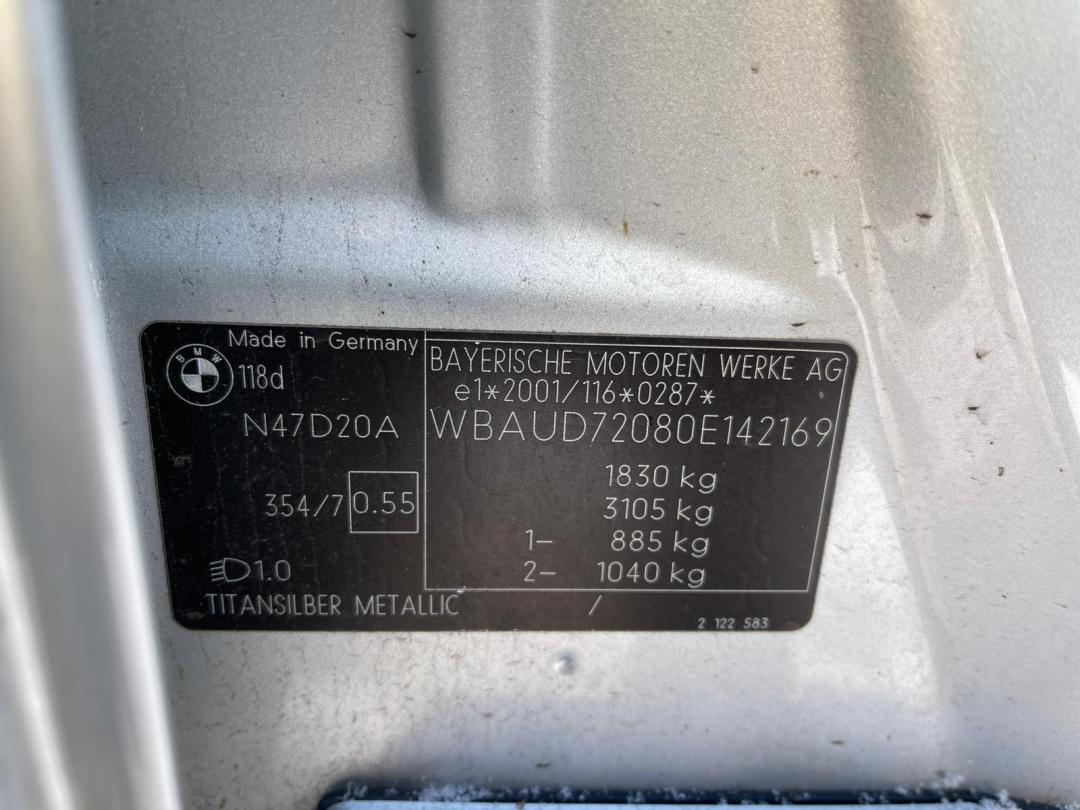 Made in Germany
BMW
118d
N47D20A
354/7 0.55
1.0
TITANSILBER METALLIC /
BAYERISCHE MOTOREN WERKE AG
e1*2001/116*0287*
WBAUD72080E142169
1830 kg
3105 kg
1- 885 kg
2- 1040 kg
2 122 583